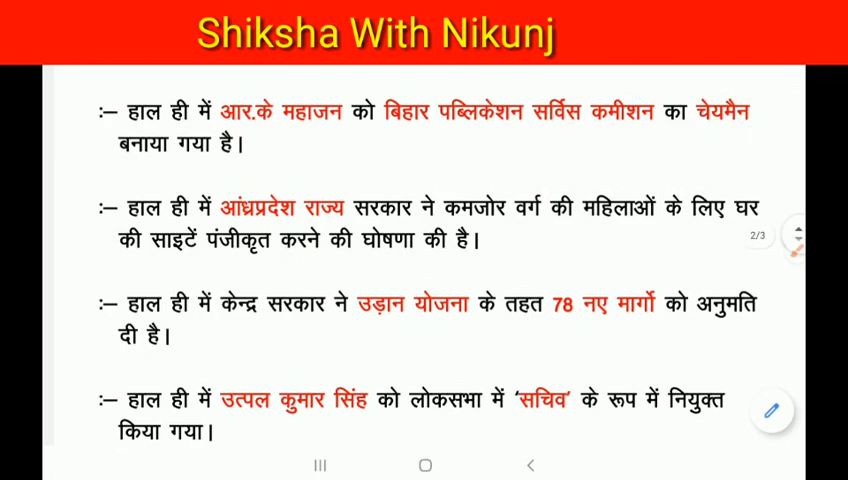 Shiksha With Nikunj
:– हाल ही में आर.के महाजन को बिहार पब्लिकेशन सर्विस कमीशन का चेयमैन
बनाया गया है।
:– हाल ही में आंध्रप्रदेश राज्य सरकार ने कमजोर वर्ग की महिलाओं के लिए घर
की साइटें पंजीकृत करने की घोषणा की है।
2/3
:– हाल ही में केन्द्र सरकार ने उड़ान योजना के तहत 78 नए मार्गो को अनुमति
दी है।
:– हाल ही में उत्पल कुमार सिंह को लोकसभा में ‘सचिव’ के रूप में नियुक्त
किया गया।